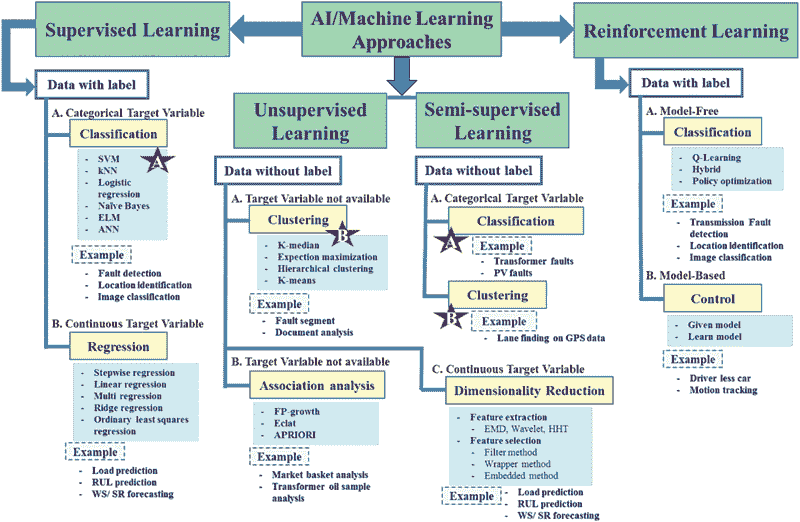 AI/Machine Learning
Approaches
Supervised Learning
Data with label
A. Categorical Target Variable
Classification
A
- SVM
- kNN
- Logistic
regression
- Naïve Bayes
- ELM
- ANN
Example
- Fault detection
- Location identification
- Image classification
B. Continuous Target Variable
Regression
- Stepwise regression
- Linear regression
- Multi regression
- Ridge regression
- Ordinary least squares
regression
Example
- Load prediction
- RUL prediction
- WS/ SR forecasting
Unsupervised
Learning
Data without label
A. Target Variable not available
Clustering
B
- K-median
- Expection maximization
- Hierarchical clustering
- K-means
Example
- Fault segment
- Document analysis
B. Target Variable not available
Association analysis
- FP-growth
- Eclat
- APRIORI
Example
- Market basket analysis
- Transformer oil sample
analysis
Semi-supervised
Learning
Data without label
A. Categorical Target Variable
Classification
A
Example
- Transformer faults
- PV faults
Clustering
B
Example
- Lane finding on GPS data
C. Continuous Target Variable
Dimensionality Reduction
- Feature extraction
- EMD, Wavelet, HHT
- Feature selection
- Filter method
- Wrapper method
- Embedded method
Example
- Load prediction
- RUL prediction
- WS/ SR forecasting
Reinforcement Learning
Data with label
A. Model-Free
Classification
- Q-Learning
- Hybrid
- Policy optimization
Example
- Transmission Fault
detection
- Location identification
- Image classification
B. Model-Based
Control
- Given model
- Learn model
Example
- Driver less car
- Motion tracking